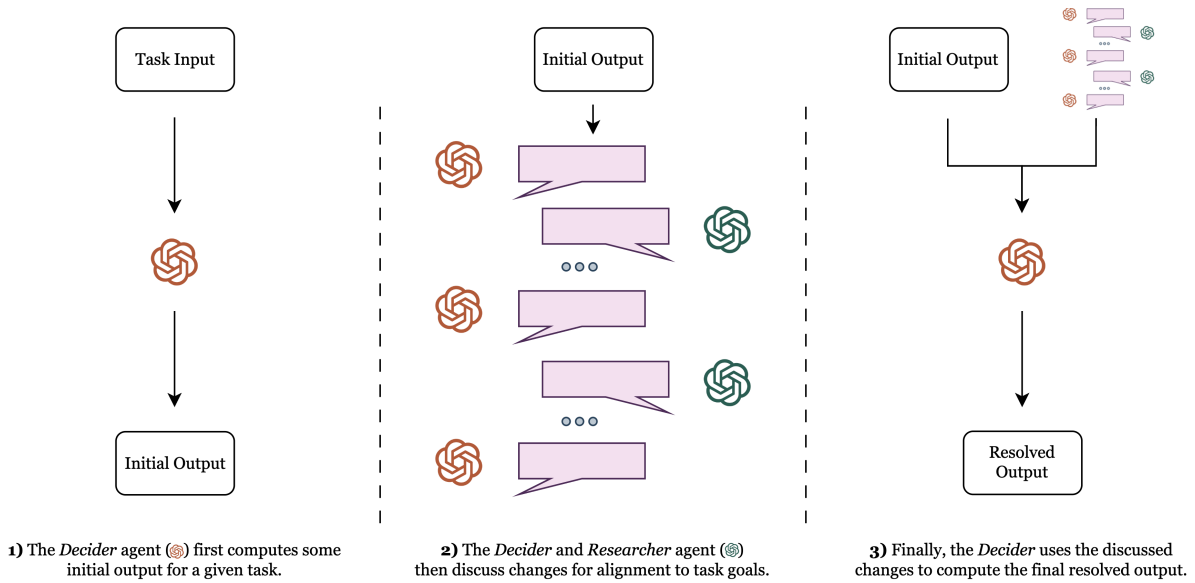 Task Input
Initial Output
1) The Decider agent () first computes some
initial output for a given task.
Initial Output
2) The Decider and Researcher agent ()
then discuss changes for alignment to task goals.
Initial Output
Resolved
Output
3) Finally, the Decider uses the discussed
changes to compute the final resolved output.